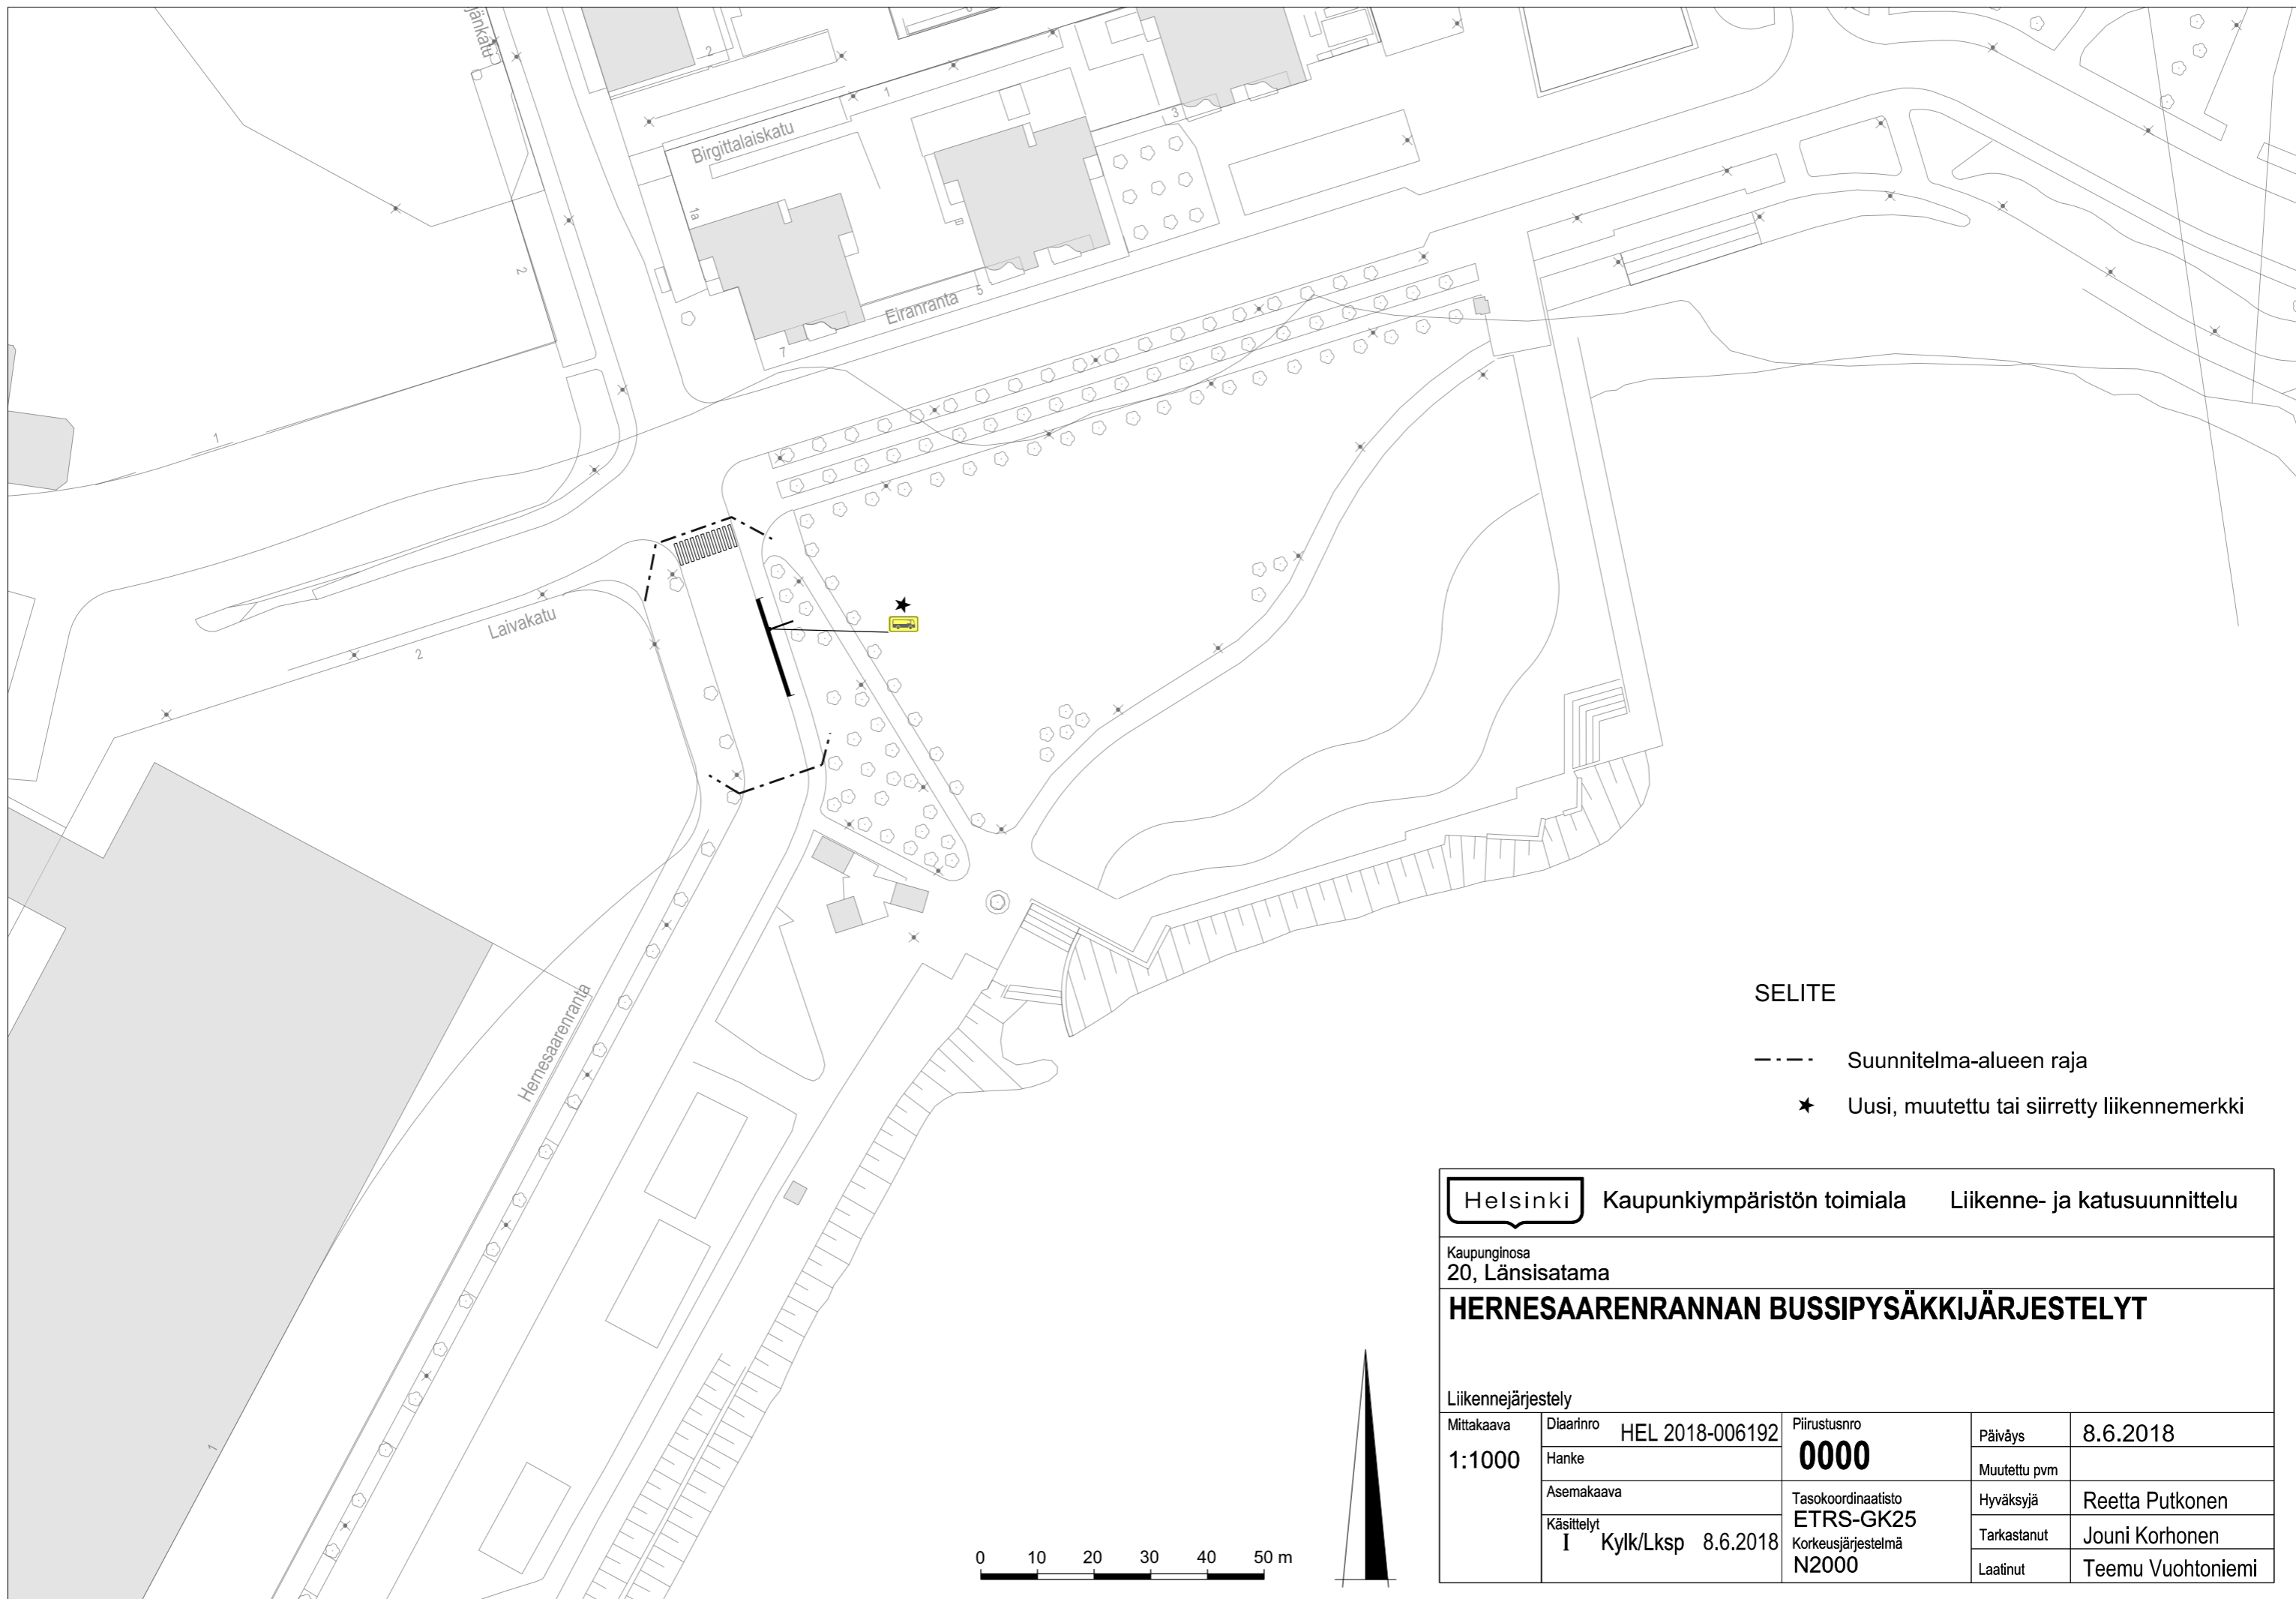 jänkatu
2
1
Birgittalaiskatu
3
1a
2
Eiranranta
5
7
1
Laivakatu
2
Hernesaarenranta
1
SELITE
Suunnitelma-alueen raja
Uusi, muutettu tai siirretty liikennemerkki
Helsinki Kaupunkiympäristön toimiala Liikenne- ja katusuunnittelu
Kaupunginosa
20, Länsisatama
HERNESAARENRANNAN BUSSIPYSÄKKIJÄRJESTELYT
Liikennejärjestely
Mittakaava
1:1000
Diaarinro HEL 2018-006192
Hanke
Asemakaava
Käsittelyt
I Kylk/Lksp 8.6.2018
Piirustusnro
0000
Tasokoordinaatisto
ETRS-GK25
Korkeusjärjestelmä
N2000
Päiväys 8.6.2018
Muutettu pvm
Hyväksyjä Reetta Putkonen
Tarkastanut Jouni Korhonen
Laatinut Teemu Vuohtoniemi
0 10 20 30 40 50 m